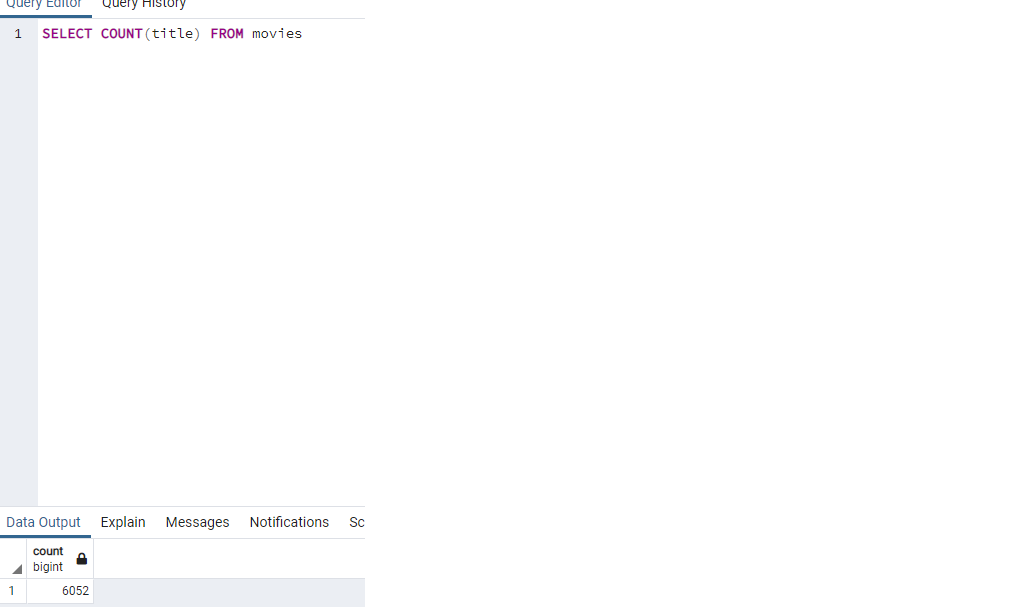 Query Editor Query History
1 SELECT COUNT(title) FROM movies
Data Output Explain Messages Notifications Sc
count
bigint
1 6052